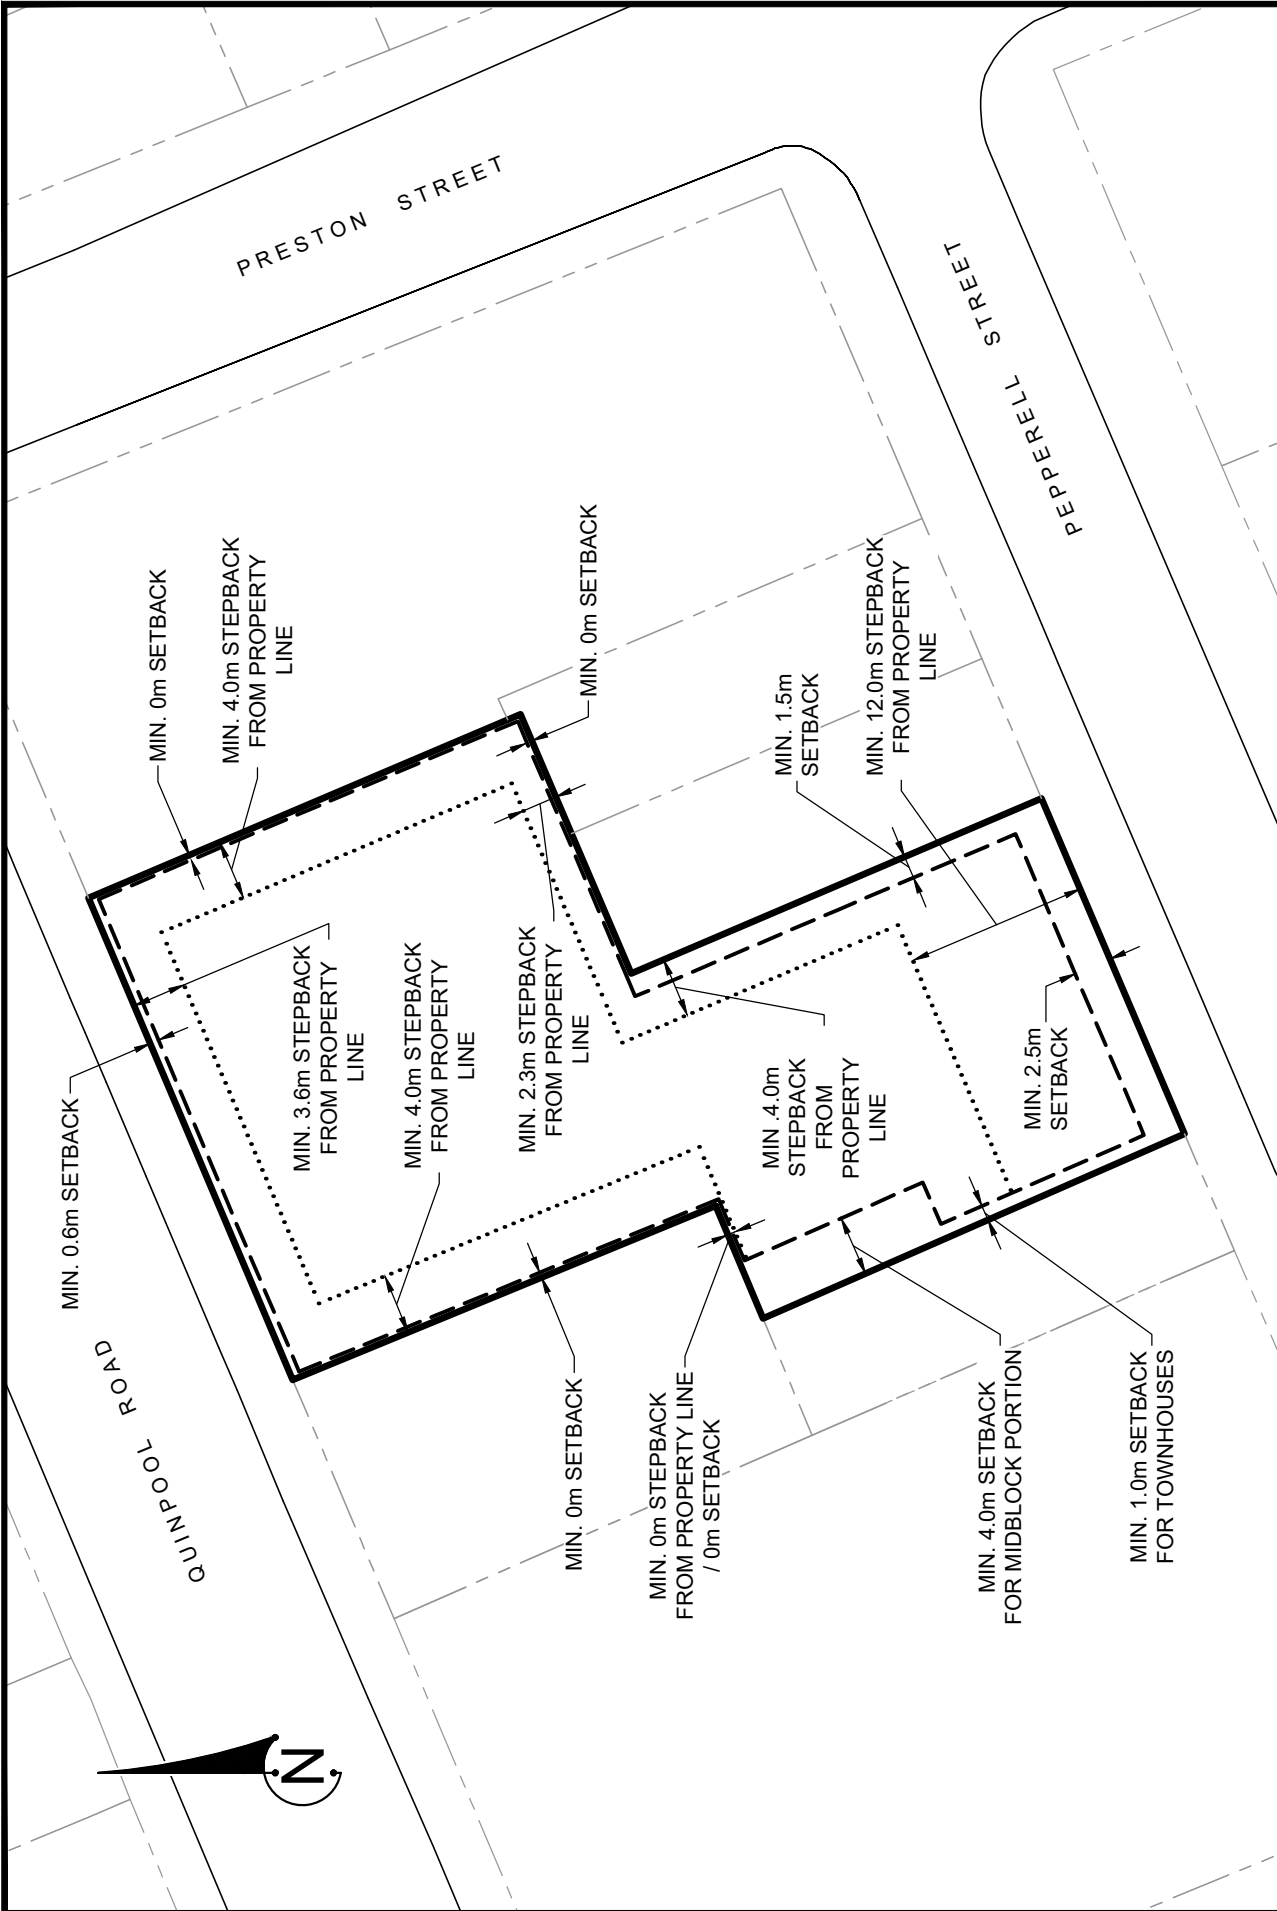 PRESTON STREET
PEPPERELL STREET
QUINPOOL ROAD
MIN. 0.6m SETBACK
MIN. 0m SETBACK
MIN. 4.0m STEPBACK
FROM PROPERTY
LINE
MIN. 3.6m STEPBACK
FROM PROPERTY
LINE
MIN. 4.0m STEPBACK
FROM PROPERTY
LINE
MIN. 2.3m STEPBACK
FROM PROPERTY
LINE
MIN. 0m SETBACK
MIN. 1.5m
SETBACK
MIN. 12.0m STEPBACK
FROM PROPERTY
LINE
MIN .4.0m
STEPBACK
FROM
PROPERTY
LINE
MIN. 2.5m
SETBACK
MIN. 0m SETBACK
MIN. 0m STEPBACK
FROM PROPERTY LINE
/ 0m SETBACK
MIN. 4.0m SETBACK
FOR MIDBLOCK PORTION
MIN. 1.0m SETBACK
FOR TOWNHOUSES
N